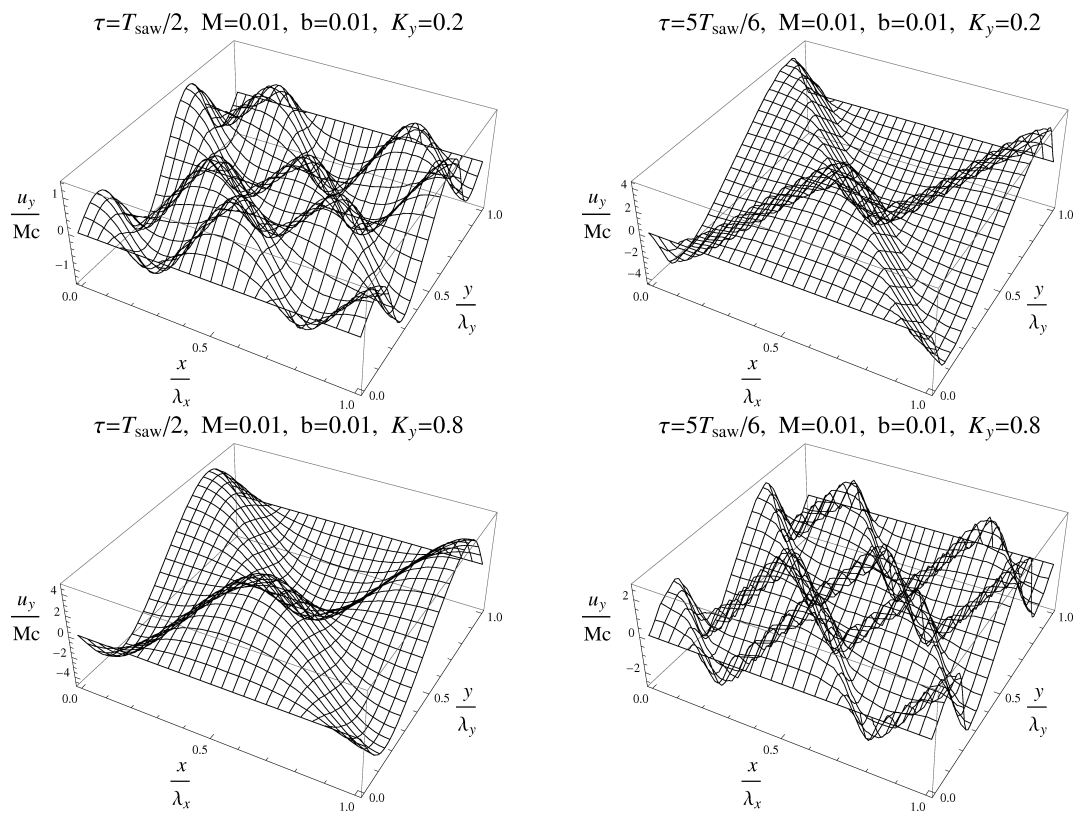 τ=T_saw/2, M=0.01, b=0.01, K_y=0.2
1
0
−1
u_y
Mc
0.0
0.5
1.0
x
λ_x
0.0
0.5
1.0
y
λ_y
τ=5T_saw/6, M=0.01, b=0.01, K_y=0.2
4
2
0
−2
−4
u_y
Mc
0.0
0.5
1.0
x
λ_x
0.0
0.5
1.0
y
λ_y
τ=T_saw/2, M=0.01, b=0.01, K_y=0.8
4
2
0
−2
−4
u_y
Mc
0.0
0.5
1.0
x
λ_x
0.0
0.5
1.0
y
λ_y
τ=5T_saw/6, M=0.01, b=0.01, K_y=0.8
2
0
−2
u_y
Mc
0.0
0.5
1.0
x
λ_x
0.0
0.5
1.0
y
λ_y